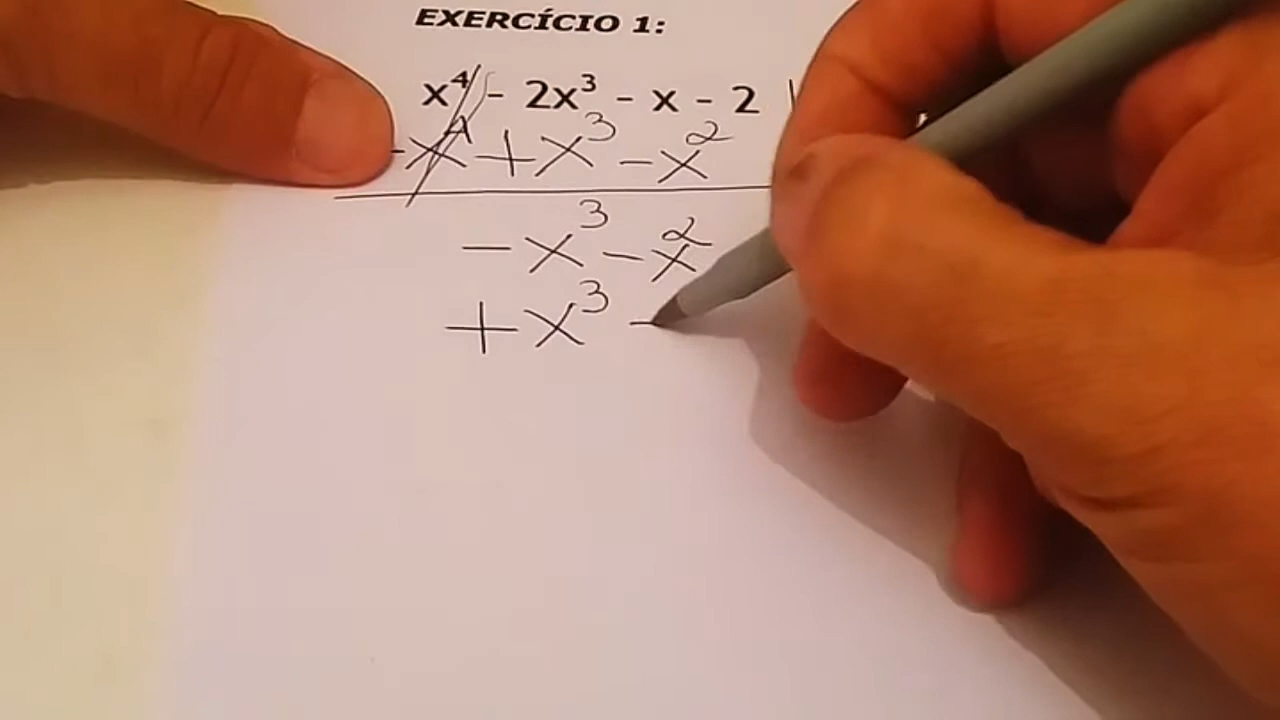 EXERCÍCIO 1:
x⁴ - 2x³ - x - 2
-x⁴ + x³ - x²
- x³ - x²
+ x³ -